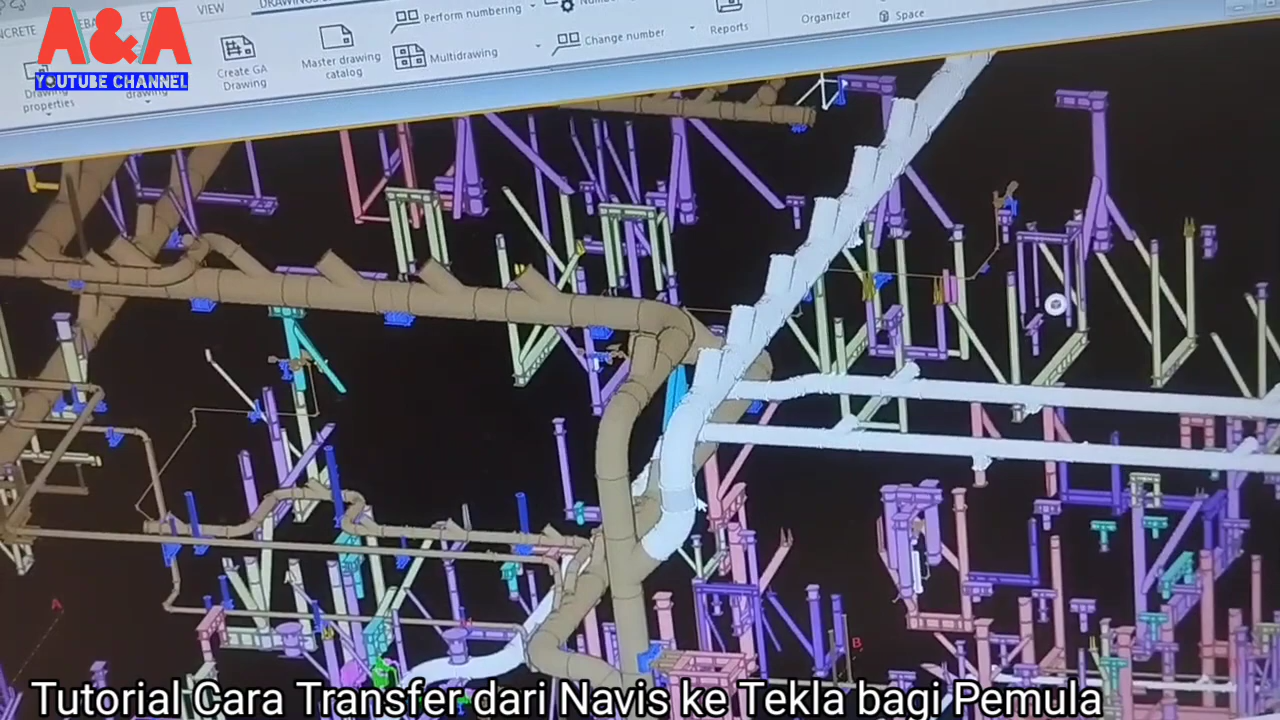 VIEW
A&A
YOUTUBE CHANNEL
Perform numbering
Organizer
Space
Create GA
Drawing
Master drawing
catalog
Multidrawing
Change number
Reports
Drawing
properties
drawing
A
B
Tutorial Cara Transfer dari Navis ke Tekla bagi Pemula